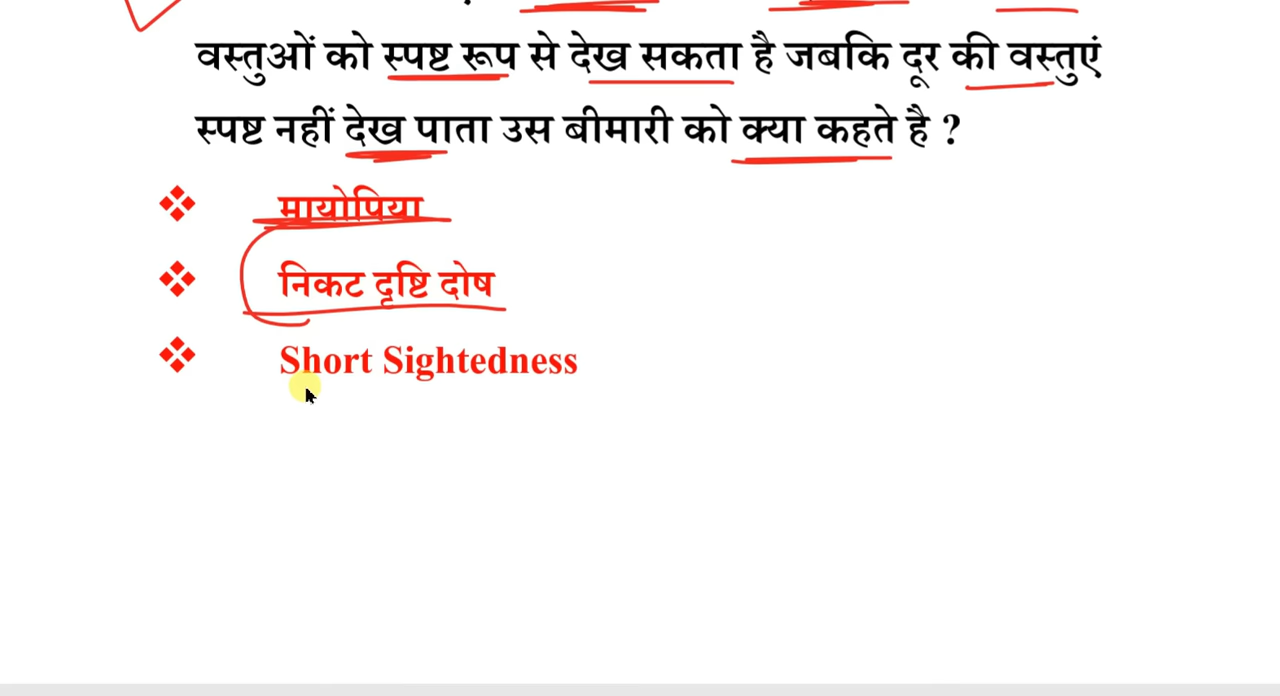 वस्तुओं को स्पष्ट रूप से देख सकता है जबकि दूर की वस्तुएं
स्पष्ट नहीं देख पाता उस बीमारी को क्या कहते है ?
❖ मायोपिया
❖ निकट दृष्टि दोष
❖ Short Sightedness